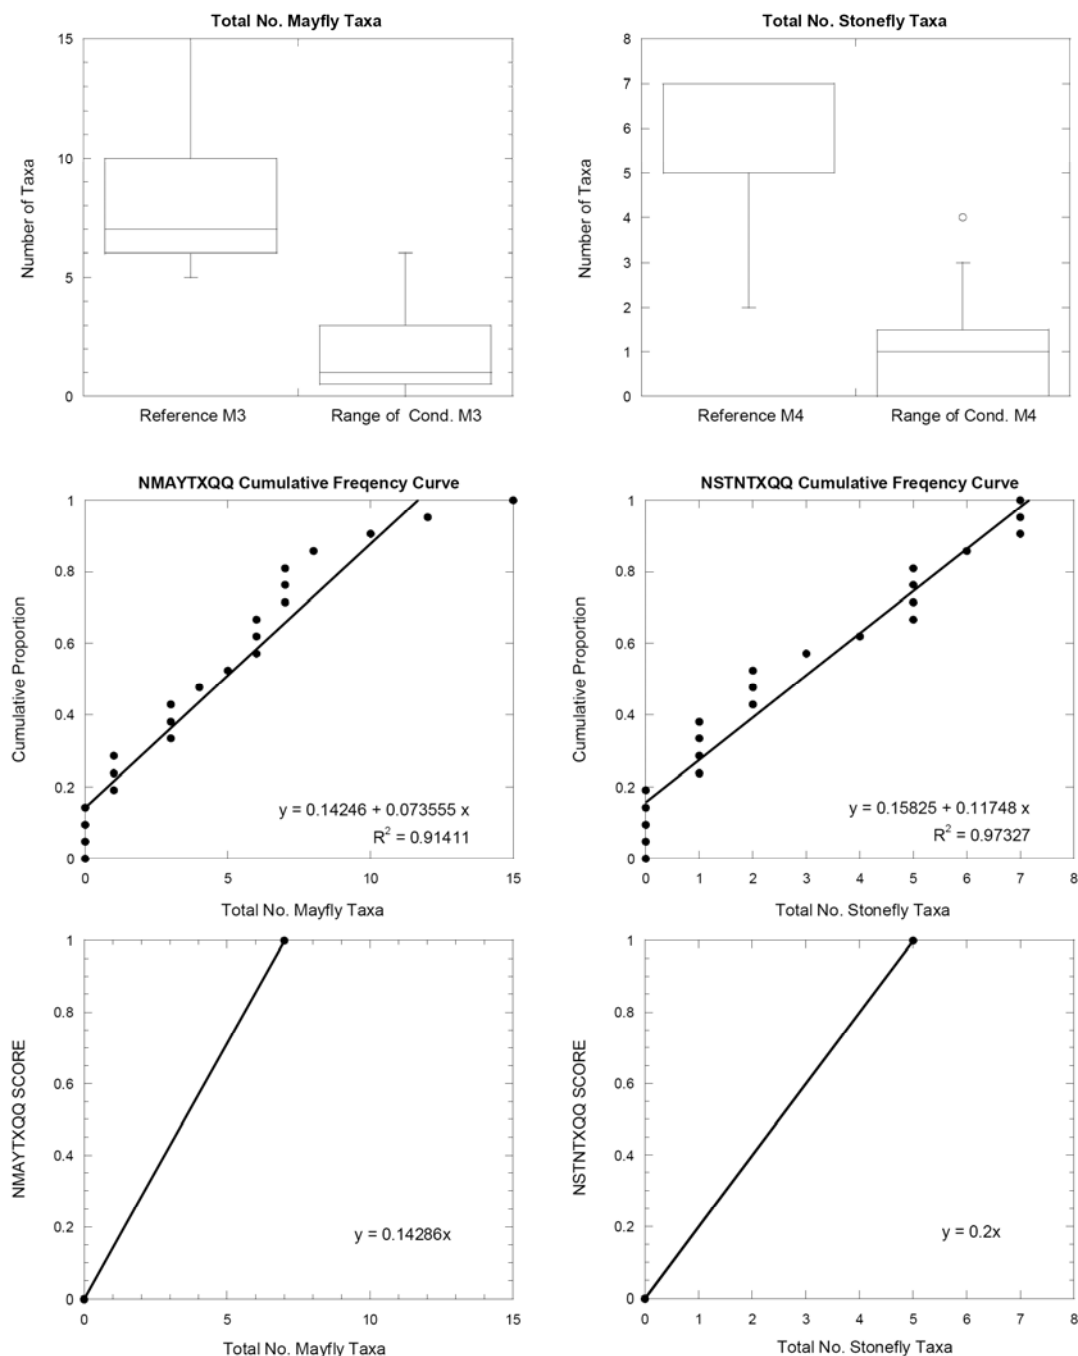 Total No. Mayfly Taxa
15
10
5
0
Number of Taxa
Reference M3
Range of Cond. M3
Total No. Stonefly Taxa
8
7
6
5
4
3
2
1
0
Number of Taxa
Reference M4
Range of Cond. M4
NMAYTXQQ Cumulative Freqency Curve
1
0.8
0.6
0.4
0.2
0
Cumulative Proportion
y = 0.14246 + 0.073555 x
R² = 0.91411
0
5
10
15
Total No. Mayfly Taxa
NSTNTXQQ Cumulative Freqency Curve
1
0.8
0.6
0.4
0.2
0
Cumulative Proportion
y = 0.15825 + 0.11748 x
R² = 0.97327
0
1
2
3
4
5
6
7
8
Total No. Stonefly Taxa
1
0.8
0.6
0.4
0.2
0
NMAYTXQQ SCORE
y = 0.14286x
0
5
10
15
Total No. Mayfly Taxa
1
0.8
0.6
0.4
0.2
0
NSTNTXQQ SCORE
y = 0.2x
0
1
2
3
4
5
6
7
8
Total No. Stonefly Taxa